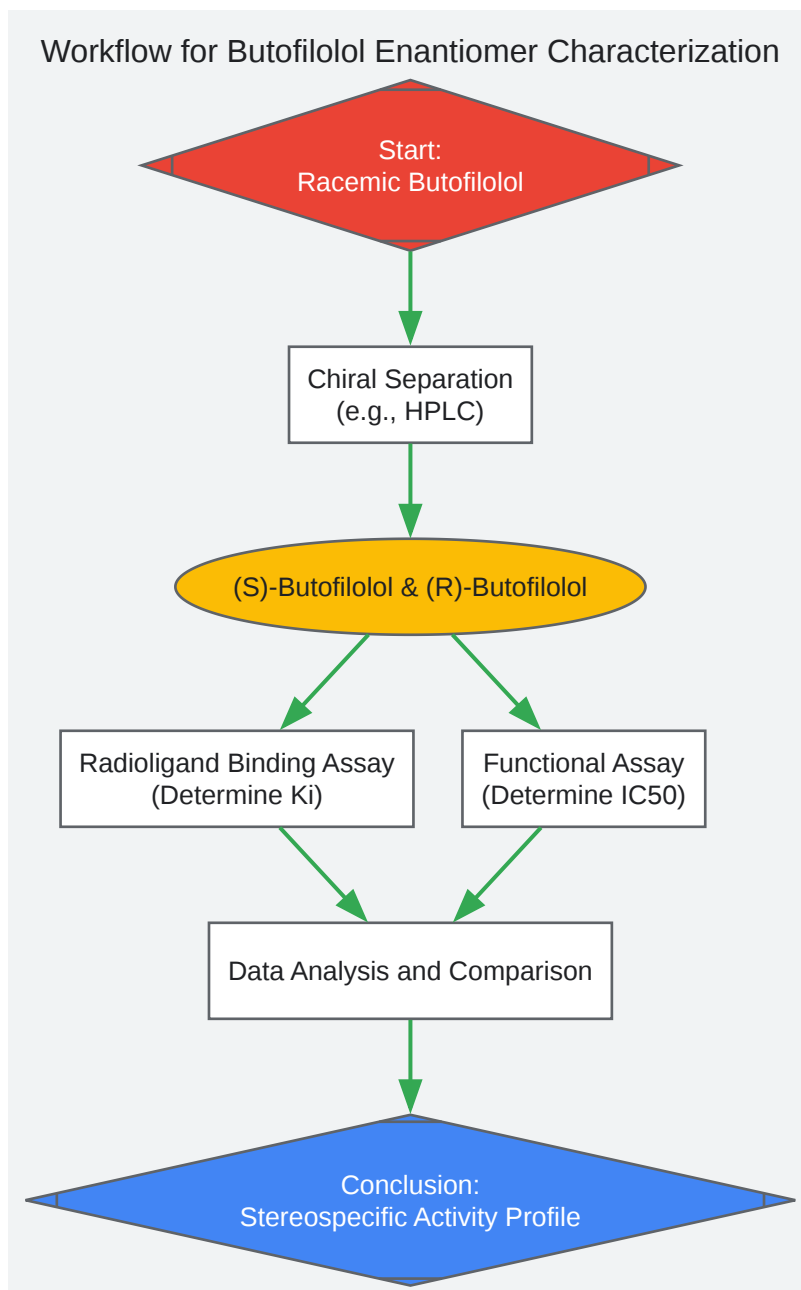 Workflow for Butofilolol Enantiomer Characterization
Start:
Racemic Butofilolol
Chiral Separation
(e.g., HPLC)
(S)-Butofilolol & (R)-Butofilolol
Radioligand Binding Assay
(Determine Ki)
Functional Assay
(Determine IC50)
Data Analysis and Comparison
Conclusion:
Stereospecific Activity Profile